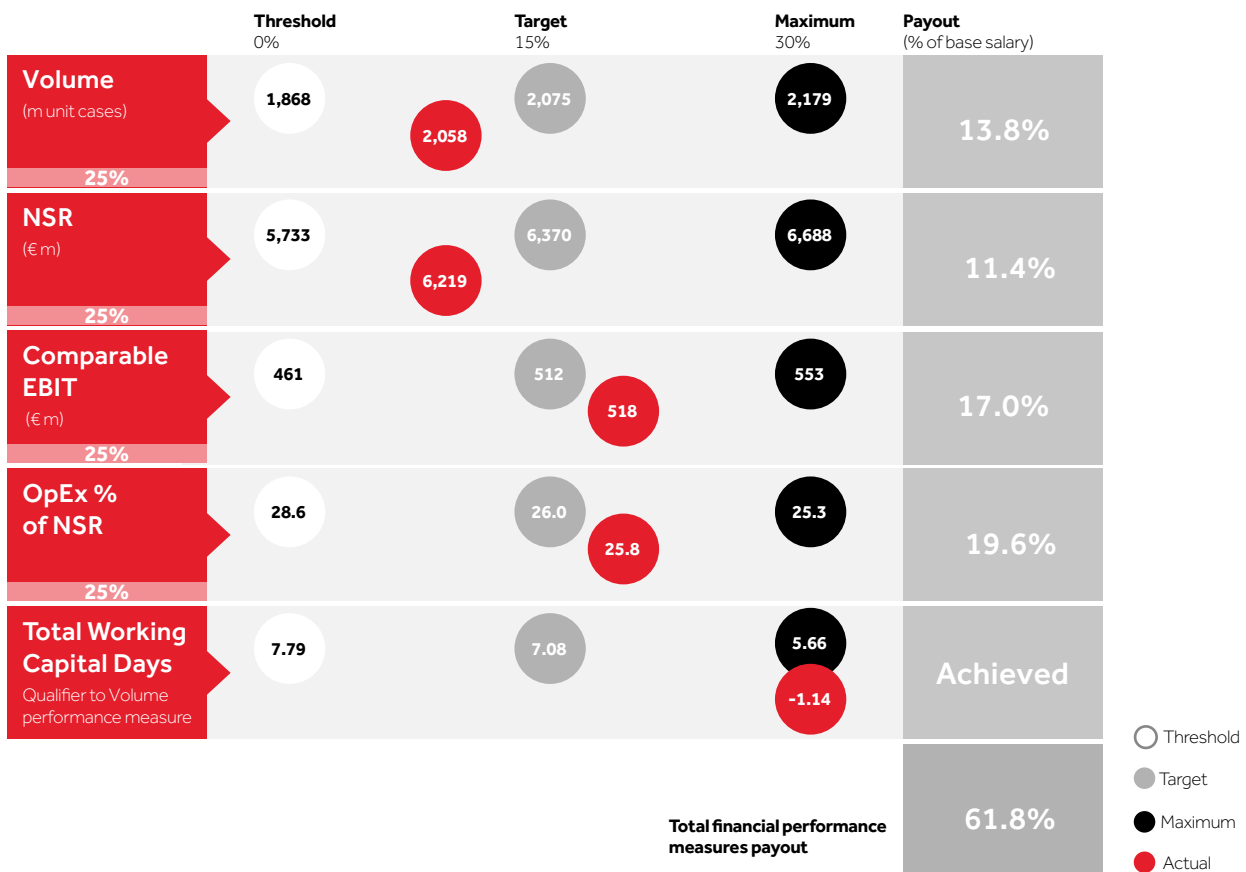 Threshold
0%
Target
15%
Maximum
30%
Payout
(% of base salary)
Volume
(m unit cases)
25%
1,868
2,058
2,075
2,179
13.8%
NSR
(€ m)
25%
5,733
6,219
6,370
6,688
11.4%
Comparable
EBIT
(€ m)
25%
461
512
518
553
17.0%
OpEx %
of NSR
25%
28.6
26.0
25.8
25.3
19.6%
Total Working
Capital Days
Qualifier to Volume
performance measure
7.79
7.08
5.66
-1.14
Achieved
Total financial performance
measures payout
61.8%
Threshold
Target
Maximum
Actual